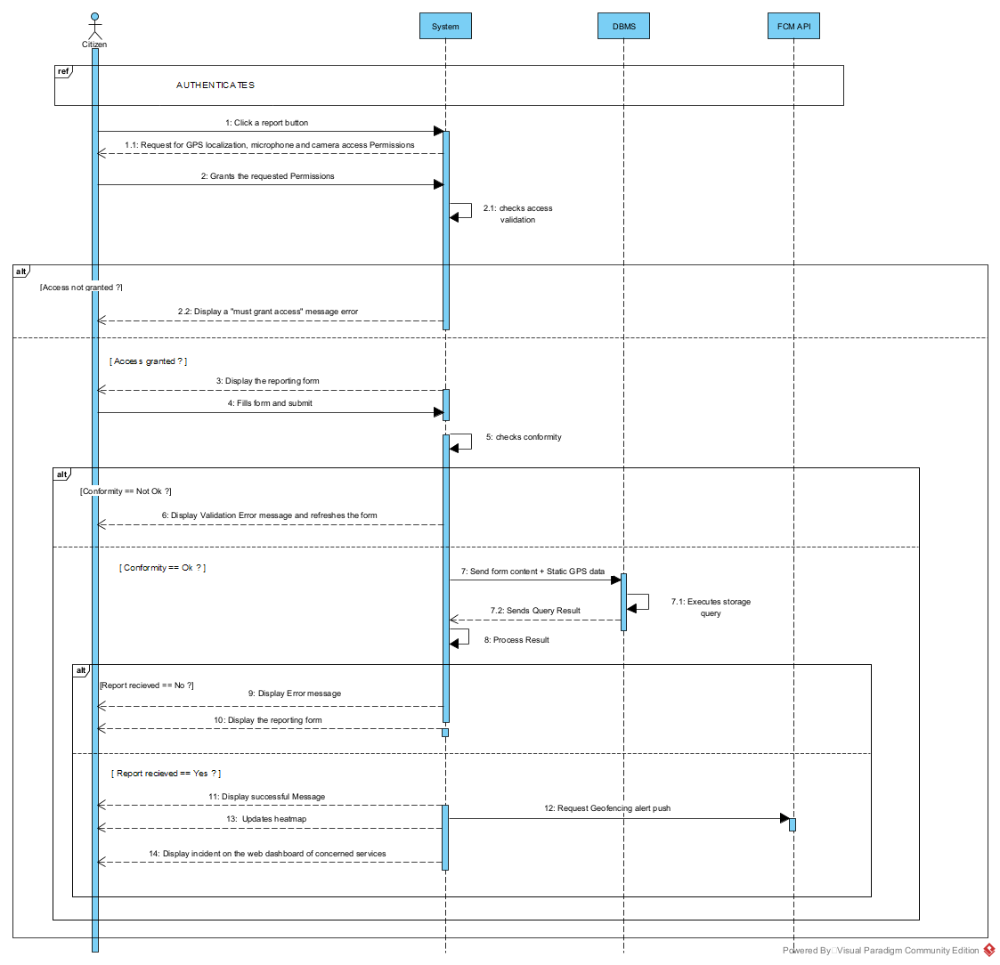 Citizen
System
DBMS
FCM API
ref
AUTHENTICATES
1: Click a report button
1.1: Request for GPS localization, microphone and camera access Permissions
2: Grants the requested Permissions
2.1: checks access
validation
alt
[Access not granted ?]
2.2: Display a "must grant access" message error
[ Access granted ? ]
3: Display the reporting form
4: Fills form and submit
5: checks conformity
alt
[Conformity == Not Ok ?]
6: Display Validation Error message and refreshes the form
[ Conformity == Ok ? ]
7: Send form content + Static GPS data
7.1: Executes storage
query
7.2: Sends Query Result
8: Process Result
alt
[Report recieved == No ?]
9: Display Error message
10: Display the reporting form
[ Report recieved == Yes ? ]
11: Display successful Message
12: Request Geofencing alert push
13: Updates heatmap
14: Display incident on the web dashboard of concerned services
Powered By Visual Paradigm Community Edition